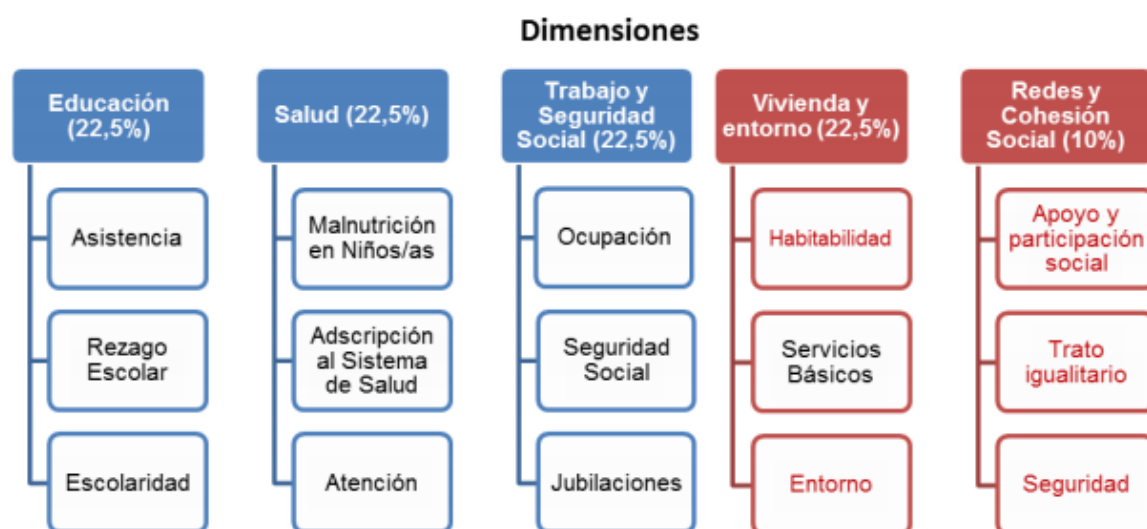 Dimensiones
Educación
(22,5%)
Asistencia
Rezago
Escolar
Escolaridad
Salud (22,5%)
Malnutrición
en Niños/as
Adscripción
al Sistema
de Salud
Atención
Trabajo y
Seguridad
Social (22,5%)
Ocupación
Seguridad
Social
Jubilaciones
Vivienda y
entorno (22,5%)
Habitabilidad
Servicios
Básicos
Entorno
Redes y
Cohesión
Social (10%)
Apoyo y
participación
social
Trato
igualitario
Seguridad